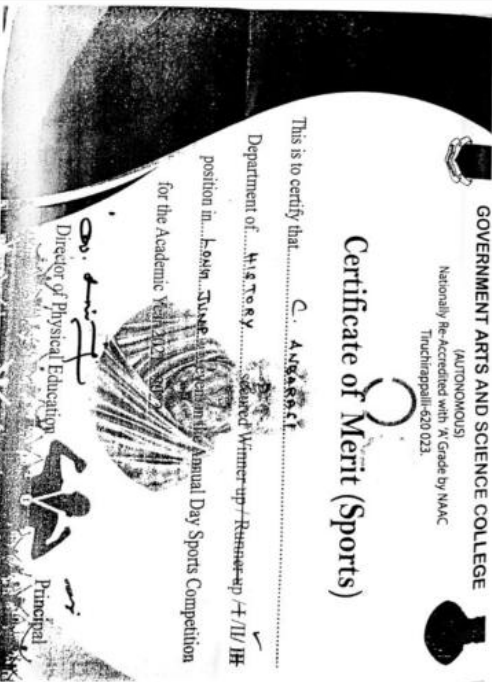 GOVERNMENT ARTS AND SCIENCE COLLEGE
(AUTONOMOUS)
Nationally Re-Accredited with 'A' Grade by NAAC
Tiruchirappalli-620 023.
Certificate of Merit (Sports)
This is to certify that.....C. ANBARASI.....
Department of...HISTORY...secured Winner up / Runner up / I / II / III
position in...LONG JUMP...the Annual Day Sports Competition
for the Academic Year
Director of Physical Education
Principal